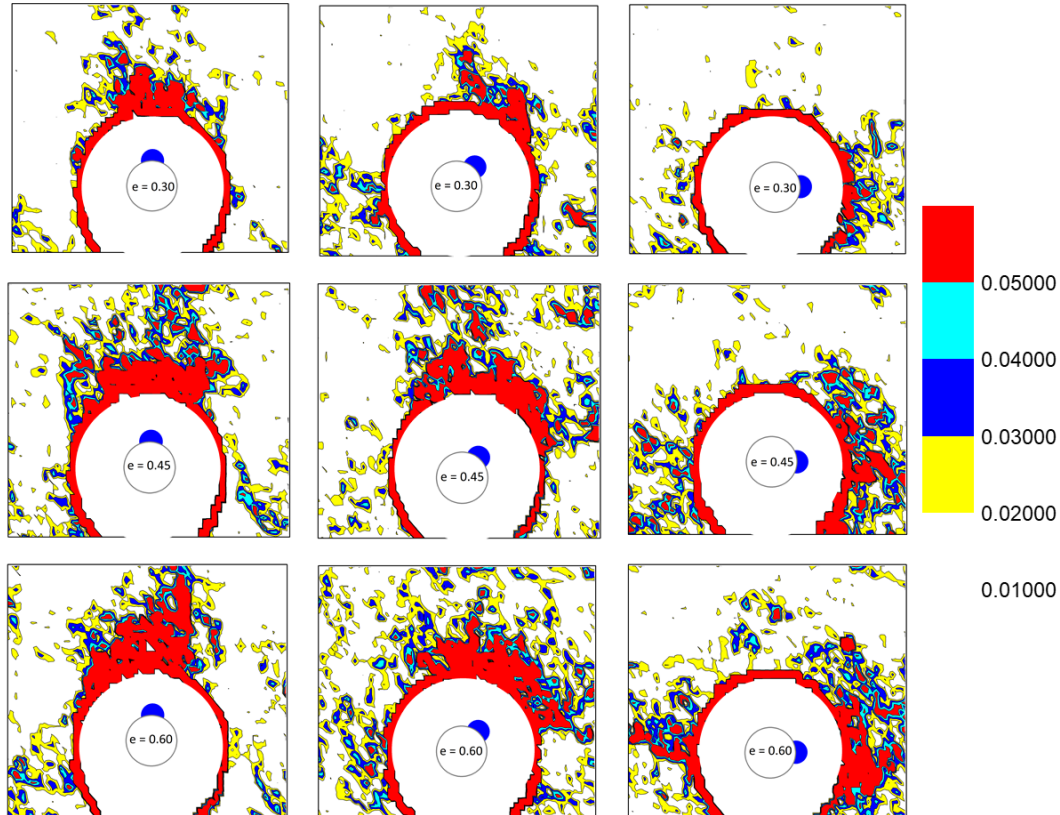 e = 0.30
e = 0.30
e = 0.30
0.05000
0.04000
e = 0.45
e = 0.45
e = 0.45
0.03000
0.02000
0.01000
e = 0.60
e = 0.60
e = 0.60